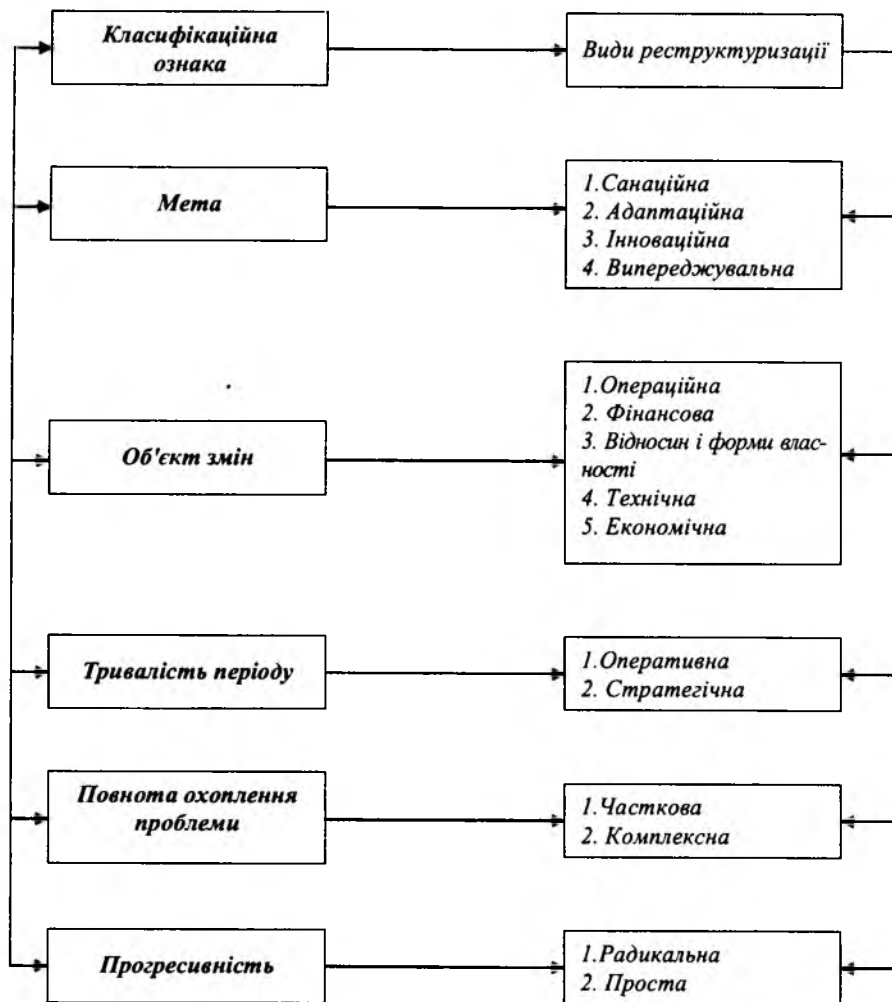 Класифікаційна
ознака
Види реструктуризації
Мета
1.Санаційна
2. Адаптаційна
3. Інноваційна
4. Випереджувальна
Об'єкт змін
1.Операційна
2. Фінансова
3. Відносин і форми влас-
ності
4. Технічна
5. Економічна
Тривалість періоду
1.Оперативна
2. Стратегічна
Повнота охоплення
проблеми
1.Часткова
2. Комплексна
Прогресивність
1.Радикальна
2. Проста